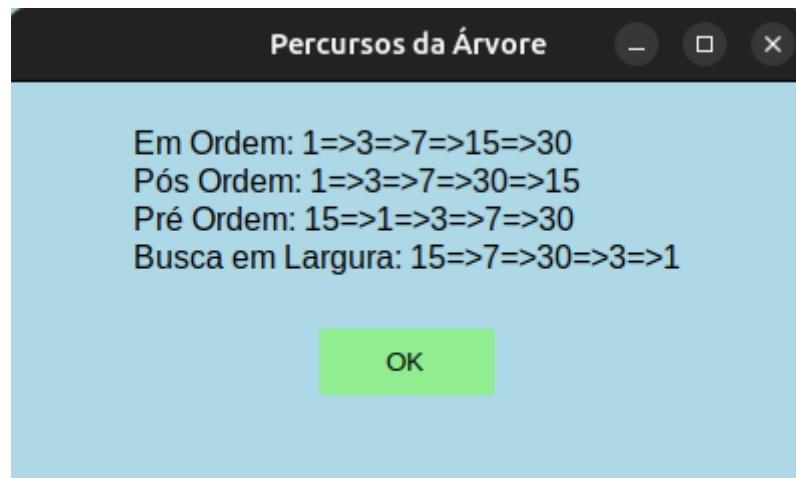 Percursos da Árvore
Em Ordem: 1=>3=>7=>15=>30
Pós Ordem: 1=>3=>7=>30=>15
Pré Ordem: 15=>1=>3=>7=>30
Busca em Largura: 15=>7=>30=>3=>1
OK